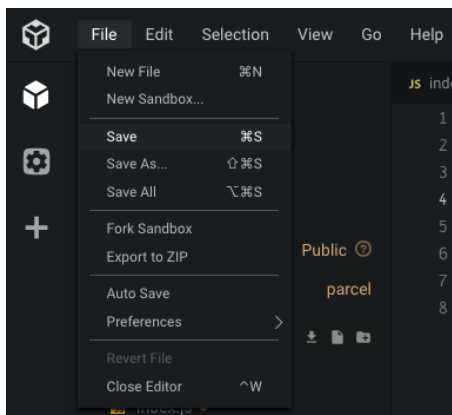 File Edit Selection View Go Help
New File ⌘N
New Sandbox...
Save ⌘S
Save As... ⇧⌘S
Save All ⌥⌘S
Fork Sandbox
Export to ZIP
Auto Save
Preferences
Revert File
Close Editor ^W
Public
parcel
index.js
JS ind
1
2
3
4
5
6
7
8